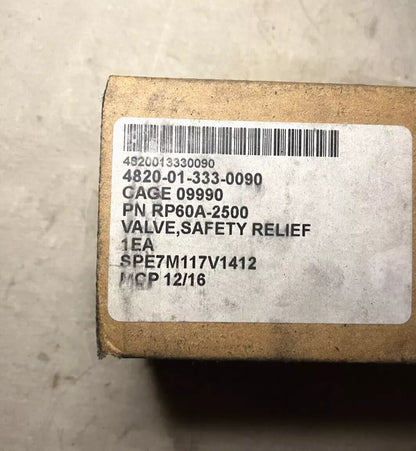 4820013330090
4820-01-333-0090
CAGE 09990
PN RP60A-2500
VALVE,SAFETY RELIEF
1EA
SPE7M117V1412
MCP 12/16